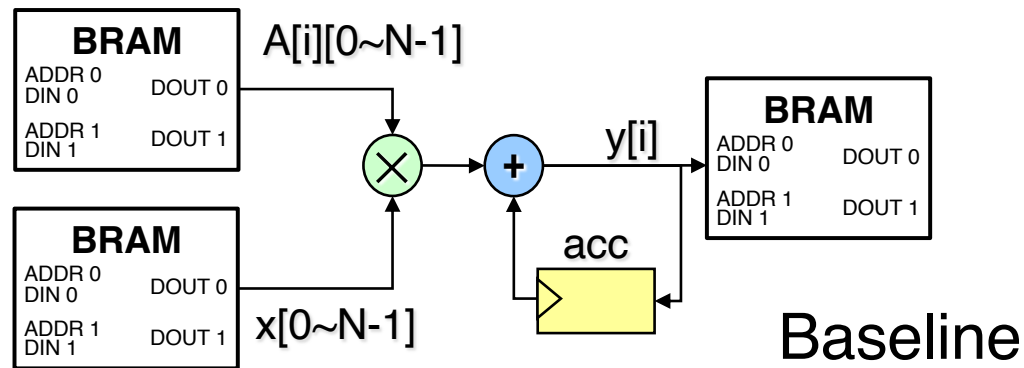 BRAM
ADDR 0
DIN 0
DOUT 0
ADDR 1
DIN 1
DOUT 1
A[i][0~N-1]
BRAM
ADDR 0
DIN 0
DOUT 0
ADDR 1
DIN 1
DOUT 1
x[0~N-1]
×
+
y[i]
acc
BRAM
ADDR 0
DIN 0
DOUT 0
ADDR 1
DIN 1
DOUT 1
Baseline